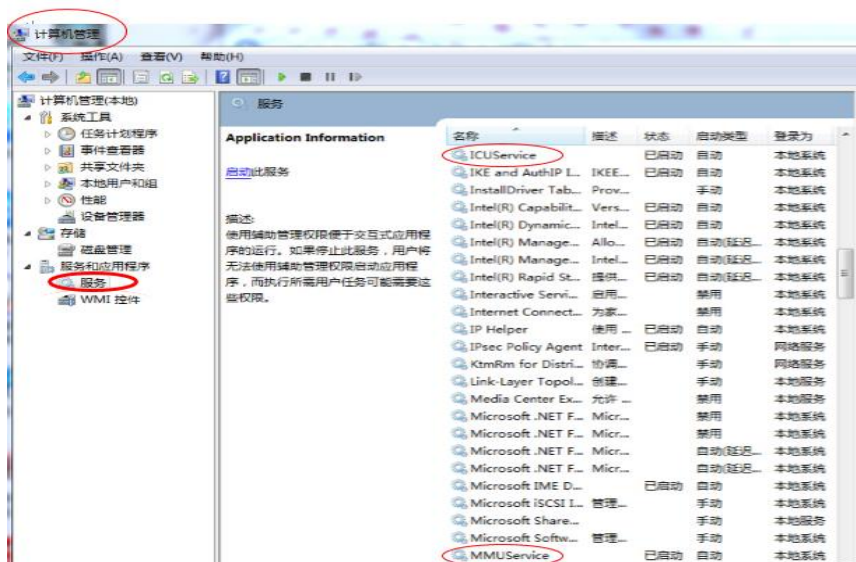 计算机管理
文件(F) 操作(A) 查看(V) 帮助(H)
计算机管理(本地)
系统工具
任务计划程序
事件查看器
共享文件夹
本地用户和组
性能
设备管理器
存储
磁盘管理
服务和应用程序
服务
WMI 控件
服务
Application Information
启动此服务
描述:
使用辅助管理权限便于交互式应用程
序的运行。如果停止此服务，用户将
无法使用辅助管理权限启动应用程
序，而执行所需用户任务可能需要这
些权限。
名称 描述 状态 启动类型 登录为
ICUService 已启动 自动 本地系统
IKE and AuthIP I... IKEE... 已启动 自动 本地系统
InstallDriver Tab... Prov... 手动 本地系统
Intel(R) Capabilit... Vers... 已启动 自动 本地系统
Intel(R) Dynamic... Intel... 已启动 自动 本地系统
Intel(R) Manage... Allo... 已启动 自动(延迟... 本地系统
Intel(R) Manage... Intel... 已启动 自动(延迟... 本地系统
Intel(R) Rapid St... 提供... 已启动 自动(延迟... 本地系统
Interactive Servi... 启用... 禁用 本地系统
Internet Connect... 为家... 禁用 本地系统
IP Helper 使用 ... 已启动 自动 本地系统
IPsec Policy Agent Inter... 已启动 手动 网络服务
KtmRm for Distri... 协调... 手动 网络服务
Link-Layer Topol... 创建... 手动 本地服务
Media Center Ex... 允许 ... 禁用 本地服务
Microsoft .NET F... Micr... 禁用 本地系统
Microsoft .NET F... Micr... 禁用 本地系统
Microsoft .NET F... Micr... 自动(延迟... 本地系统
Microsoft .NET F... Micr... 自动(延迟... 本地系统
Microsoft IME D... 已启动 自动 本地系统
Microsoft iSCSI I... 管理... 手动 本地系统
Microsoft Share... 手动 本地服务
Microsoft Softw... 管理... 手动 本地系统
MMUService 已启动 自动 本地系统